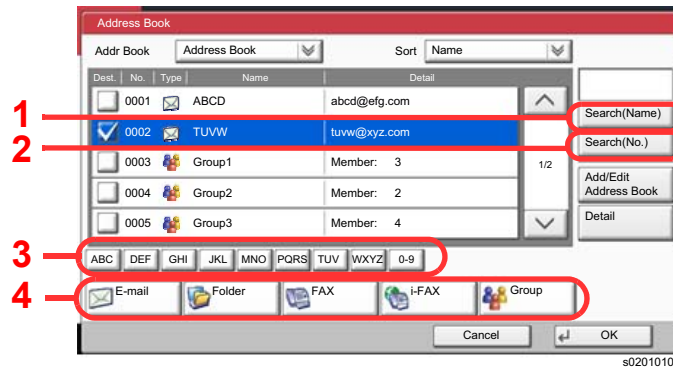 Address Book
Addr Book Address Book Sort Name
Dest. No. Type Name Detail
0001 ABCD abcd@efg.com
1 Search(Name)
0002 TUVW tuvw@xyz.com
2 Search(No.)
0003 Group1 Member: 3 1/2
Add/Edit
Address Book
0004 Group2 Member: 2
Detail
0005 Group3 Member: 4
3 ABC DEF GHI JKL MNO PQRS TUV WXYZ 0-9
4 E-mail Folder FAX i-FAX Group
Cancel OK
s0201010